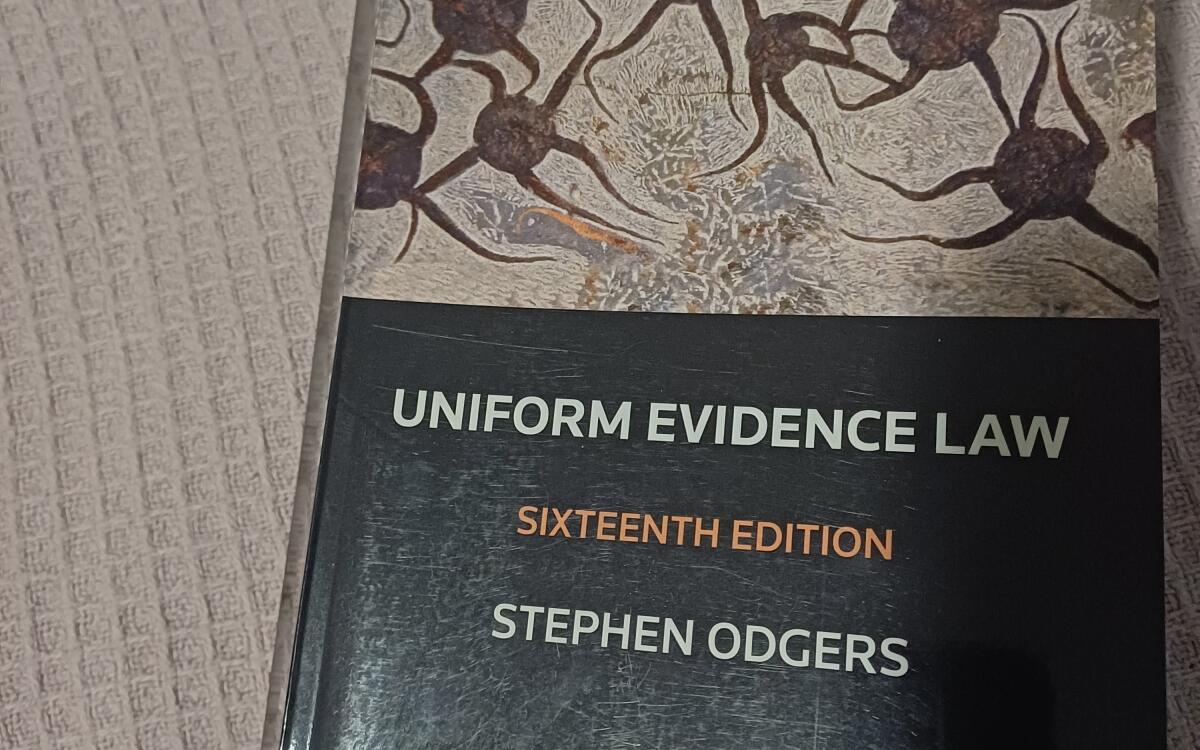 UNIFORM EVIDENCE LAW
SIXTEENTH EDITION
STEPHEN ODGERS